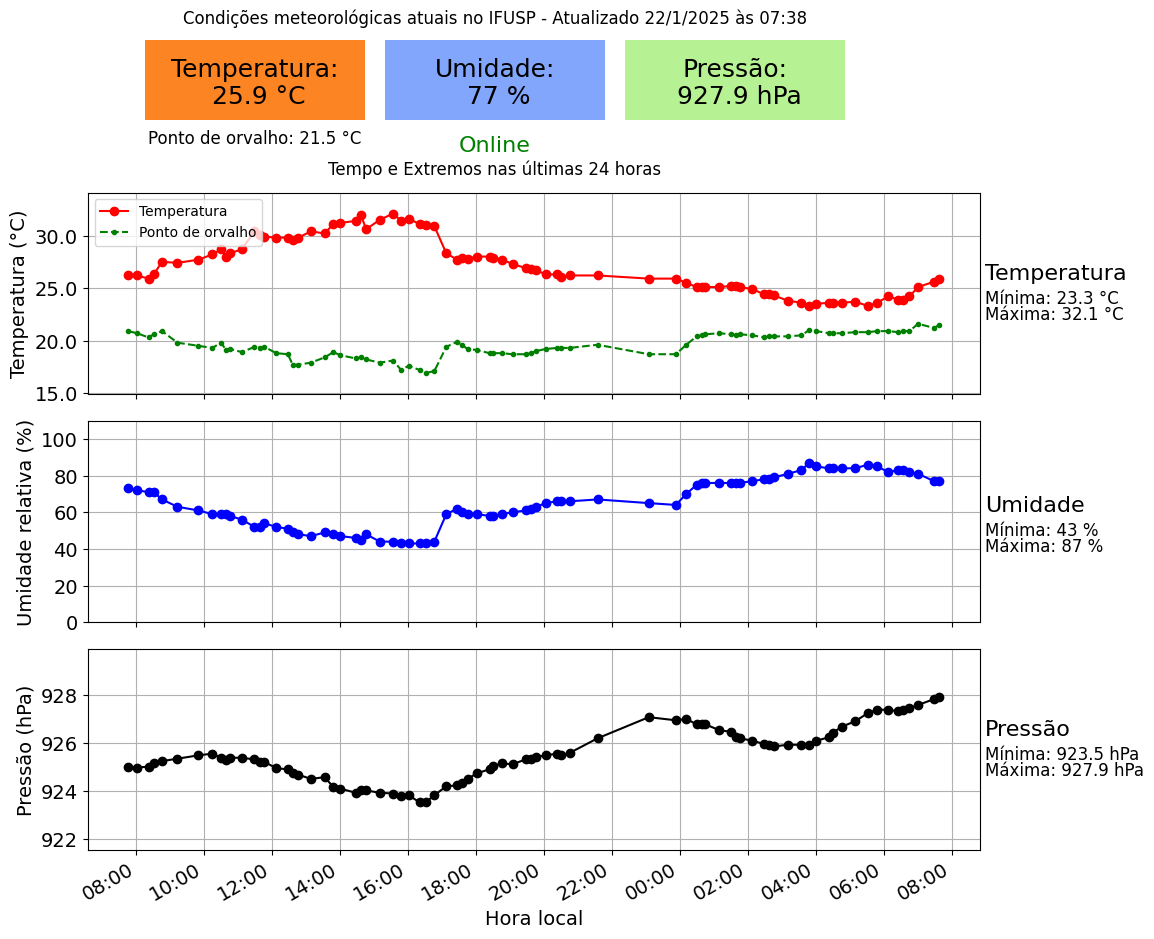 Condições meteorológicas atuais no IFUSP - Atualizado 22/1/2025 às 07:38
Temperatura:
25.9 °C
Umidade:
77 %
Pressão:
927.9 hPa
Ponto de orvalho: 21.5 °C
Online
Tempo e Extremos nas últimas 24 horas
Temperatura (°C)
30.0
25.0
20.0
15.0
Temperatura
Ponto de orvalho
Temperatura
Mínima: 23.3 °C
Máxima: 32.1 °C
Umidade relativa (%)
100
80
60
40
20
0
Umidade
Mínima: 43 %
Máxima: 87 %
Pressão (hPa)
928
926
924
922
Pressão
Mínima: 923.5 hPa
Máxima: 927.9 hPa
08:00 10:00 12:00 14:00 16:00 18:00 20:00 22:00 00:00 02:00 04:00 06:00 08:00
Hora local